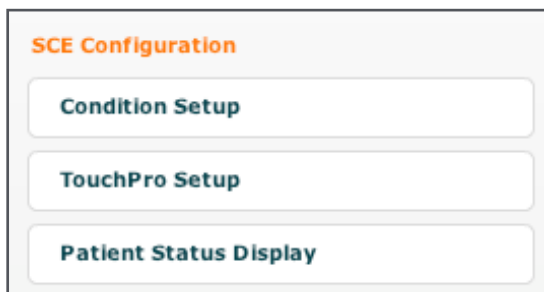 SCE Configuration
Condition Setup
TouchPro Setup
Patient Status Display